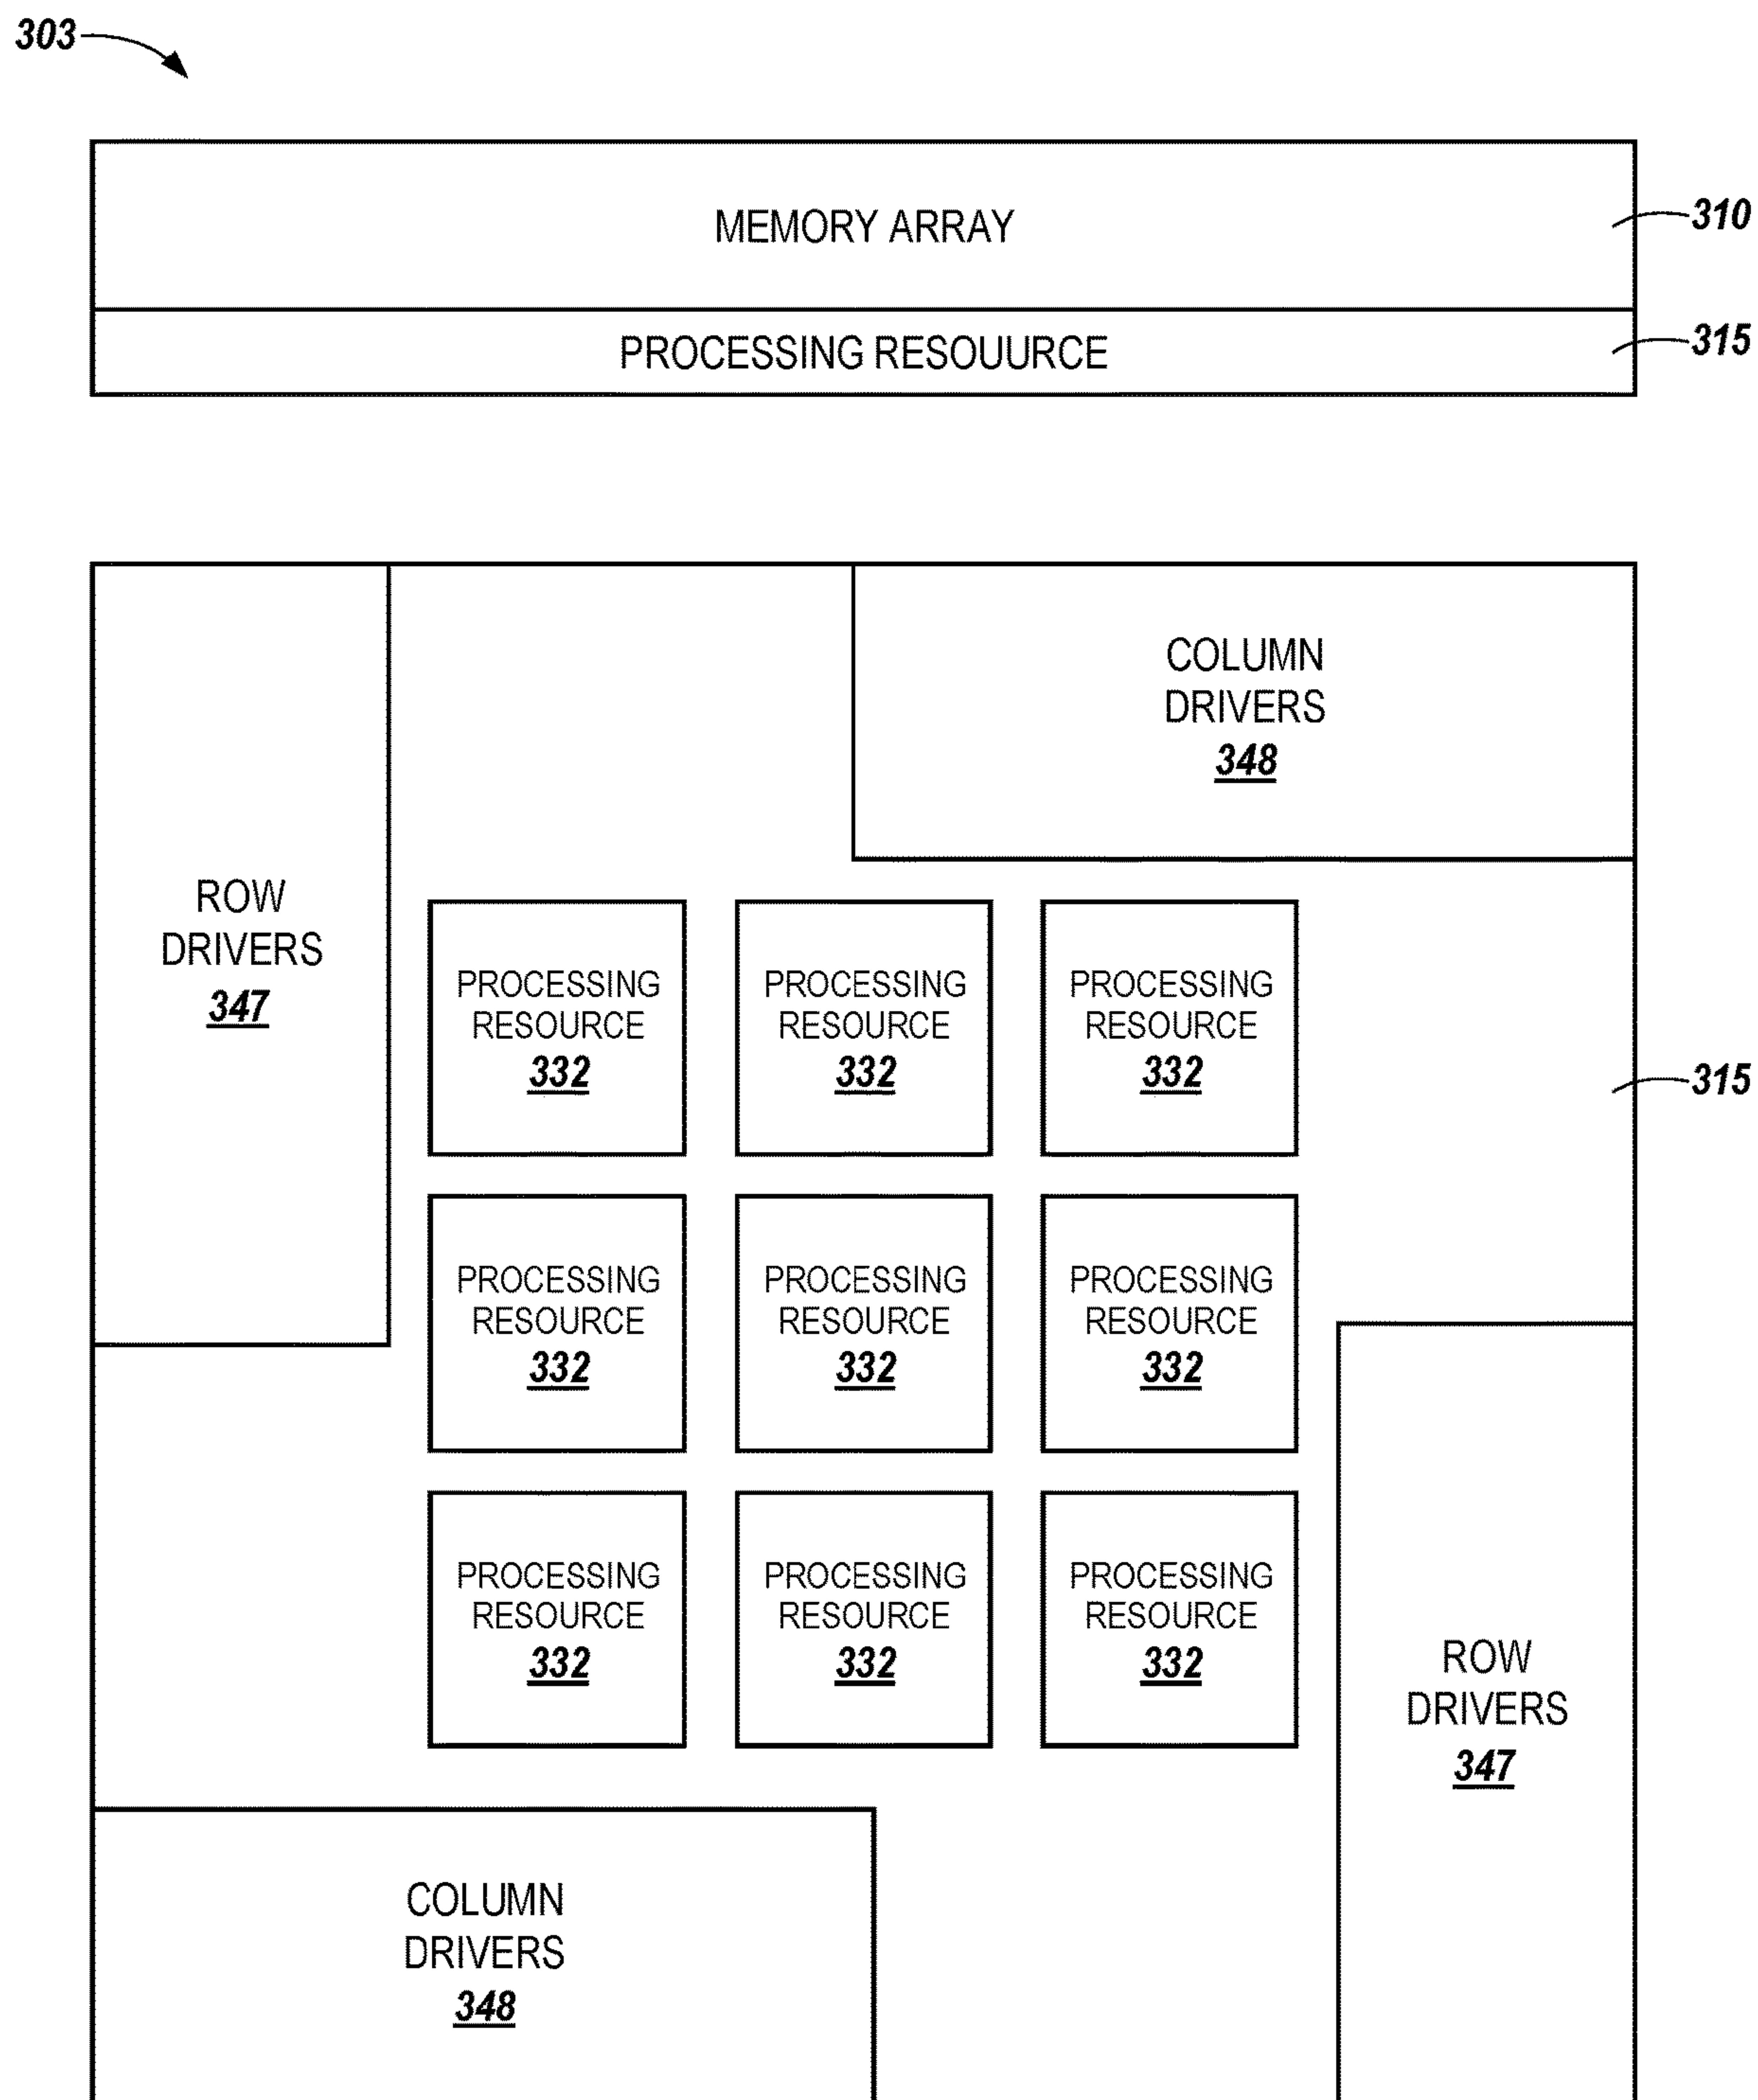 303
MEMORY ARRAY
310
PROCESSING RESOUURCE
315
COLUMN
DRIVERS
348
ROW
DRIVERS
347
PROCESSING
RESOURCE
332
PROCESSING
RESOURCE
332
PROCESSING
RESOURCE
332
315
PROCESSING
RESOURCE
332
PROCESSING
RESOURCE
332
PROCESSING
RESOURCE
332
PROCESSING
RESOURCE
332
PROCESSING
RESOURCE
332
PROCESSING
RESOURCE
332
ROW
DRIVERS
347
COLUMN
DRIVERS
348